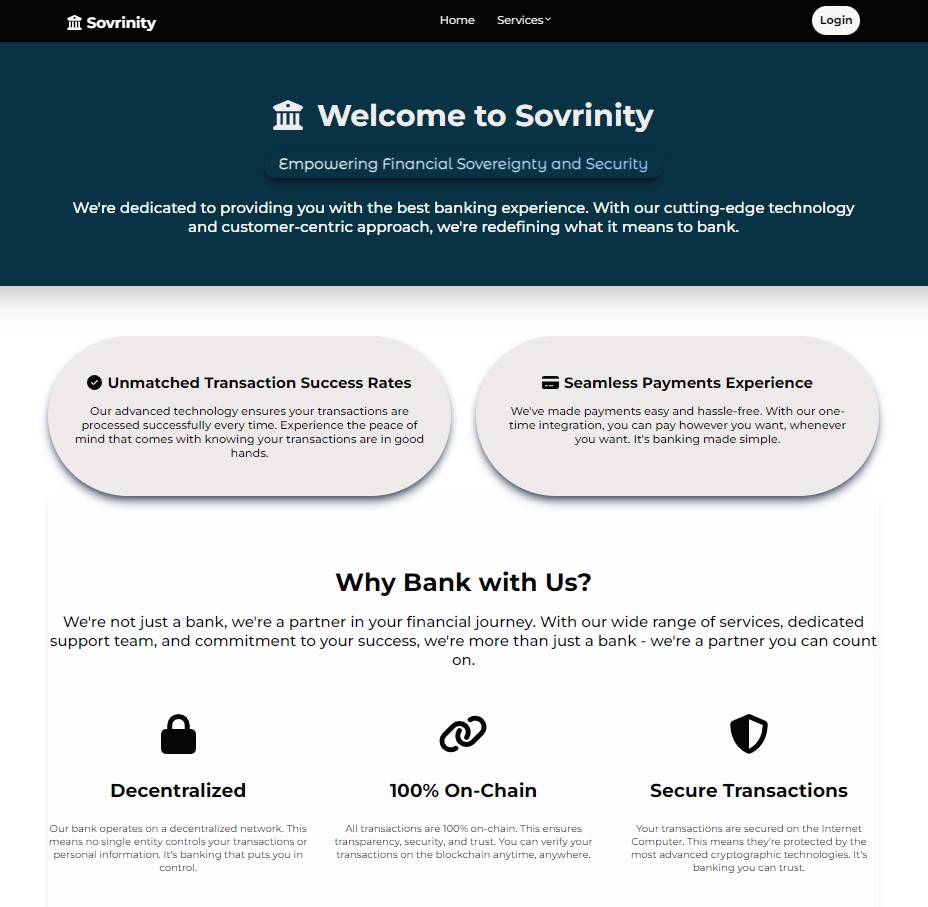 Sovrinity
Home
Services
Login
Welcome to Sovrinity
Empowering Financial Sovereignty and Security
We're dedicated to providing you with the best banking experience. With our cutting-edge technology
and customer-centric approach, we're redefining what it means to bank.
Unmatched Transaction Success Rates
Our advanced technology ensures your transactions are
processed successfully every time. Experience the peace of
mind that comes with knowing your transactions are in good
hands.
Seamless Payments Experience
We've made payments easy and hassle-free. With our one-
time integration, you can pay however you want, whenever
you want. It's banking made simple.
Why Bank with Us?
We're not just a bank, we're a partner in your financial journey. With our wide range of services, dedicated
support team, and commitment to your success, we're more than just a bank - we're a partner you can count
on.
Decentralized
Our bank operates on a decentralized network. This
means no single entity controls your transactions or
personal information. It's banking that puts you in
control.
100% On-Chain
All transactions are 100% on-chain. This ensures
transparency, security, and trust. You can verify your
transactions on the blockchain anytime, anywhere.
Secure Transactions
Your transactions are secured on the Internet
Computer. This means they're protected by the
most advanced cryptographic technologies. It's
banking you can trust.